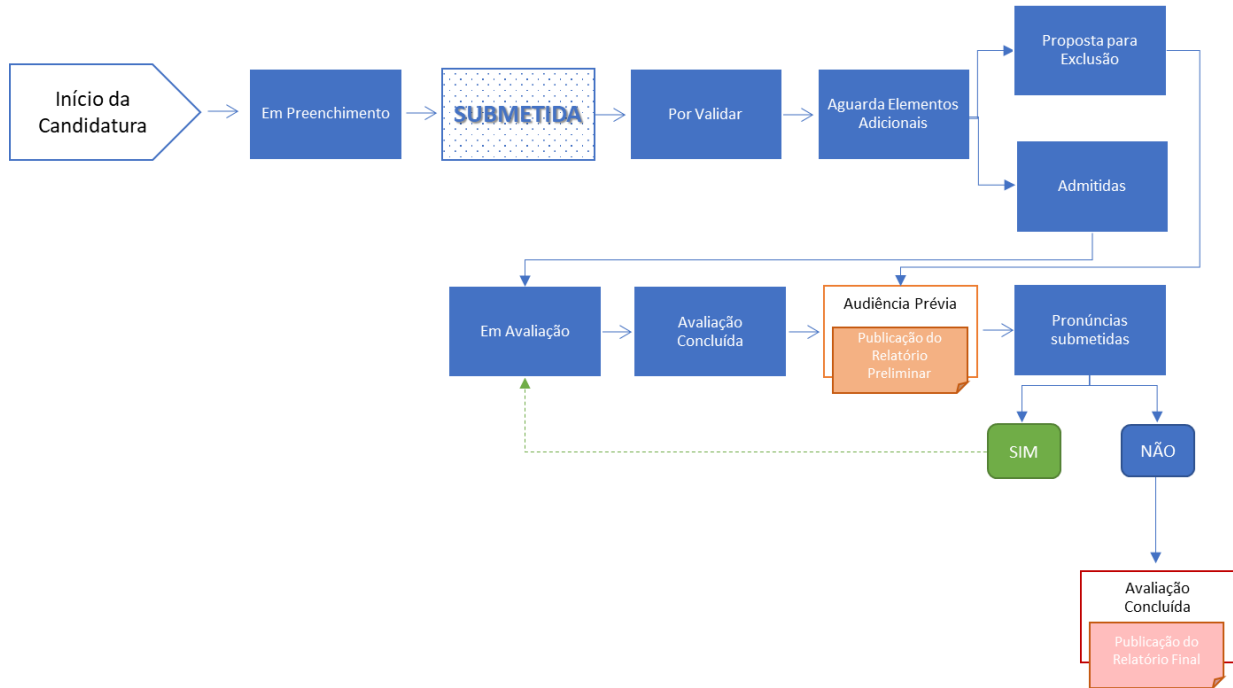 Início da
Candidatura
Em Preenchimento
SUBMETIDA
Por Validar
Aguarda Elementos
Adicionais
Proposta para
Exclusão
Admitidas
Em Avaliação
Avaliação
Concluída
Audiência Prévia
Publicação do
Relatório
Preliminar
Pronúncias
submetidas
SIM
NÃO
Avaliação
Concluída
Publicação do
Relatório Final